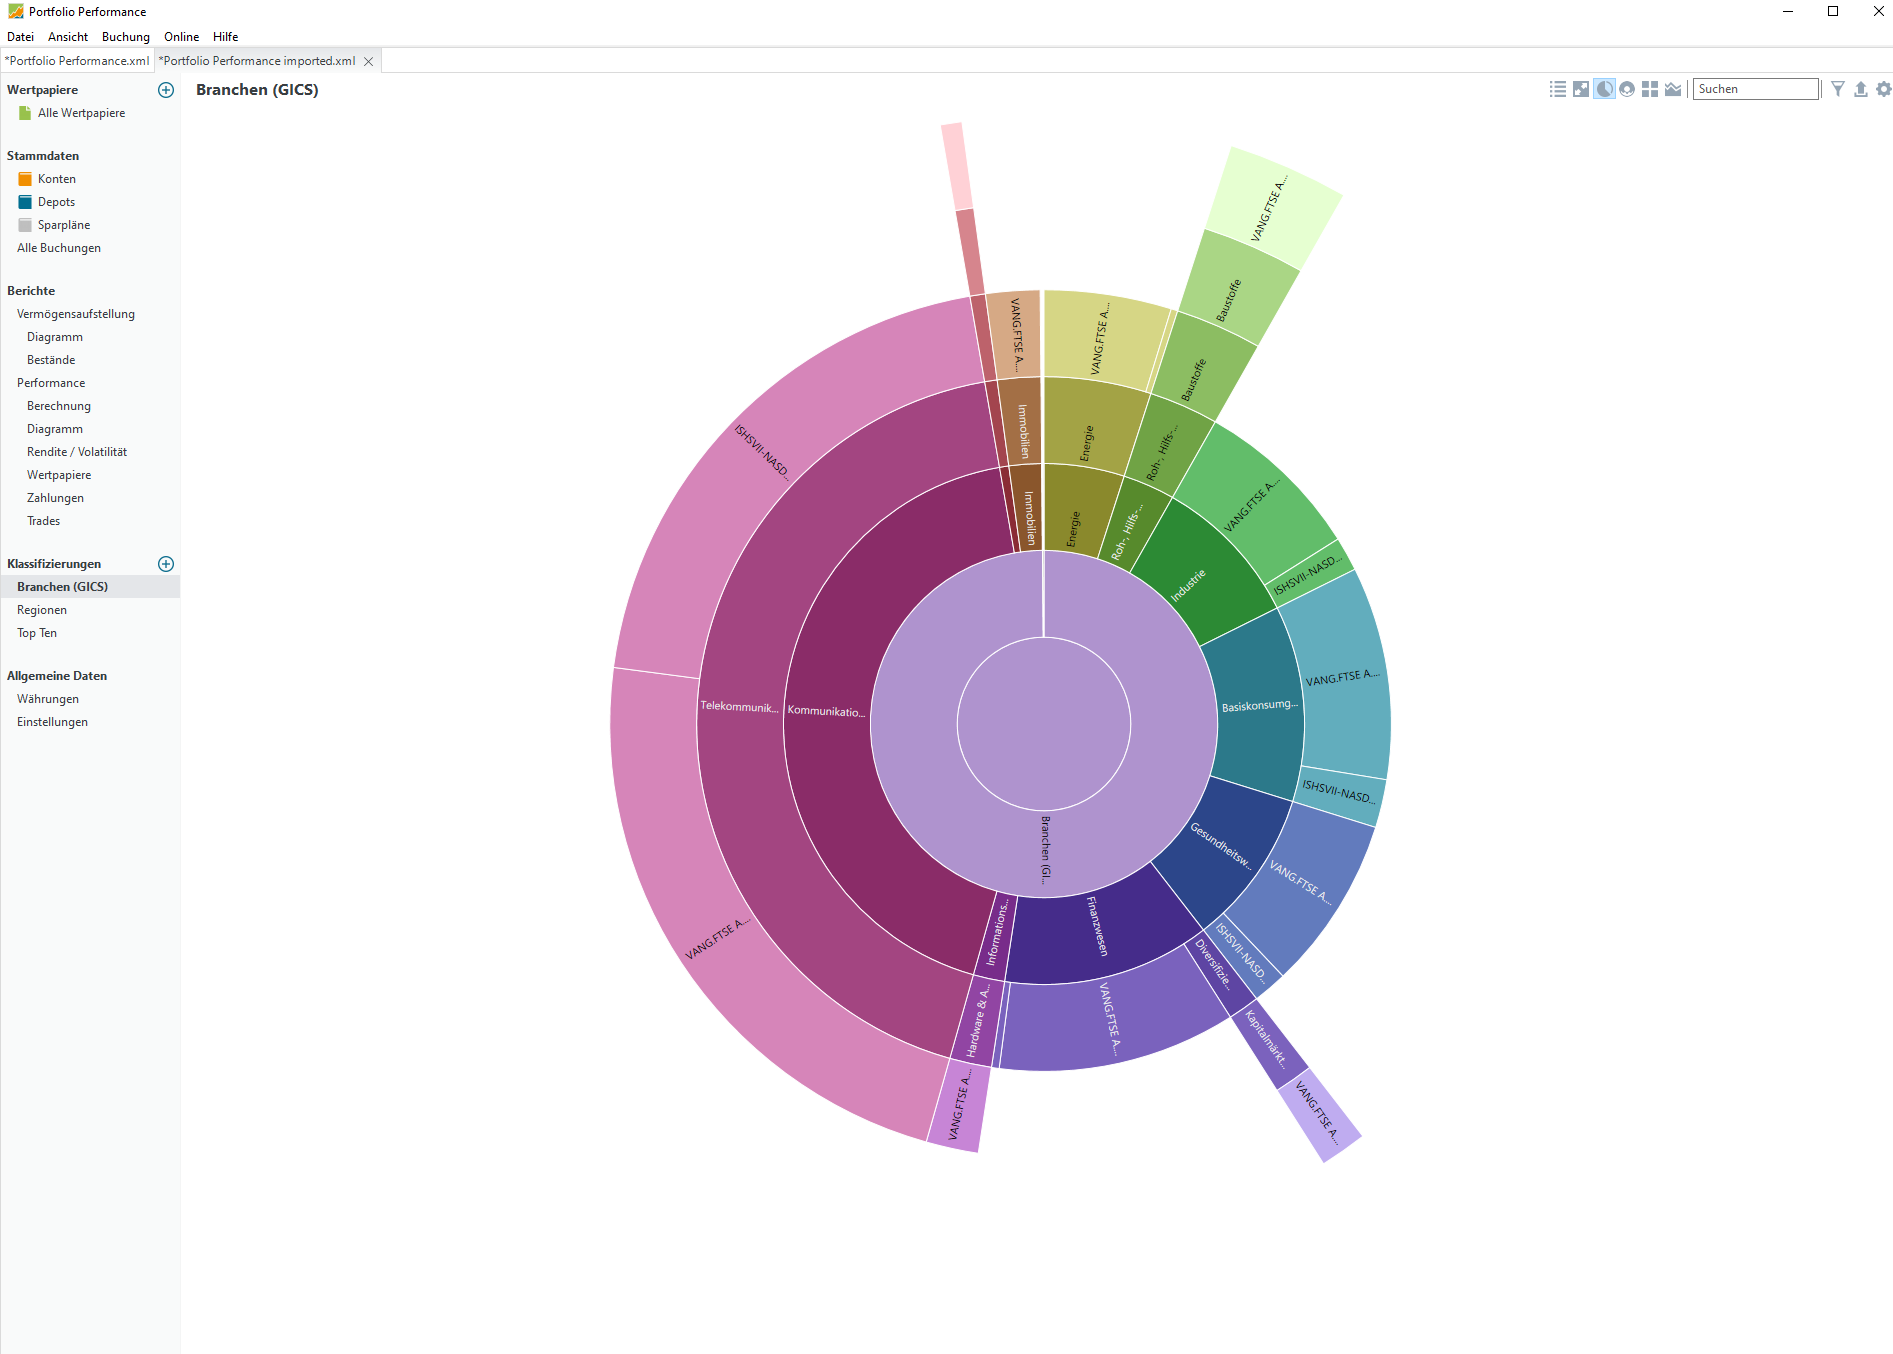 Portfolio Performance
Datei Ansicht Buchung Online Hilfe
*Portfolio Performance.xml *Portfolio Performance imported.xml
Wertpapiere
Alle Wertpapiere
Stammdaten
Konten
Depots
Sparpläne
Alle Buchungen
Berichte
Vermögensaufstellung
Diagramm
Bestände
Performance
Berechnung
Diagramm
Rendite / Volatilität
Wertpapiere
Zahlungen
Trades
Klassifizierungen
Branchen (GICS)
Regionen
Top Ten
Allgemeine Daten
Währungen
Einstellungen
Branchen (GICS)
Suchen
VANG.FTSE A....
Baustoffe
Baustoffe
Roh-, Hilfs-...
Roh-, Hilfs-...
VANG.FTSE A....
Energie
Energie
VANG.FTSE A....
Immobilien
Immobilien
VANG.FTSE A....
ISHSVII-NASD...
Industrie
VANG.FTSE A....
ISHSVII-NASD...
Basiskonsumg...
VANG.FTSE A....
ISHSVII-NASD...
Gesundheitsw...
Finanzwesen
VANG.FTSE A....
Diversifizie...
Kapitalmärkt...
VANG.FTSE A....
Informations...
Hardware & A...
VANG.FTSE A....
Kommunikatio...
Telekommunik...
ISHSVII-NASD...
VANG.FTSE A....
Branchen (GI...